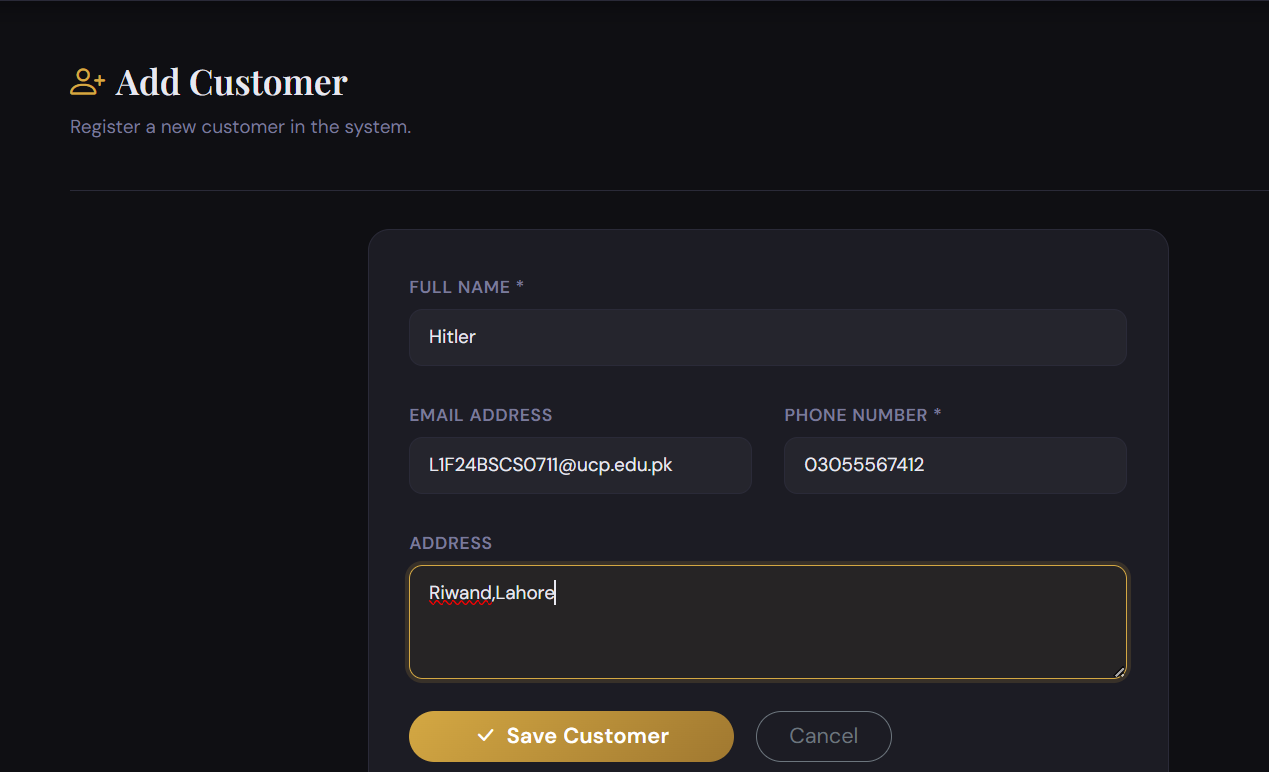 Add Customer
Register a new customer in the system.
FULL NAME *
Hitler
EMAIL ADDRESS
PHONE NUMBER *
L1F24BSCS0711@ucp.edu.pk
03055567412
ADDRESS
Riwand,Lahore
Save Customer
Cancel